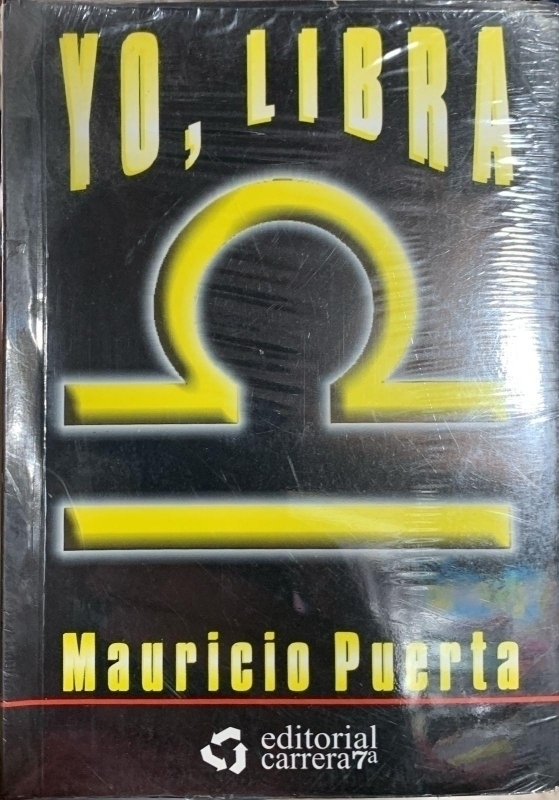 YO, LIBRA
Mauricio Puerta
editorial
carrera7ª